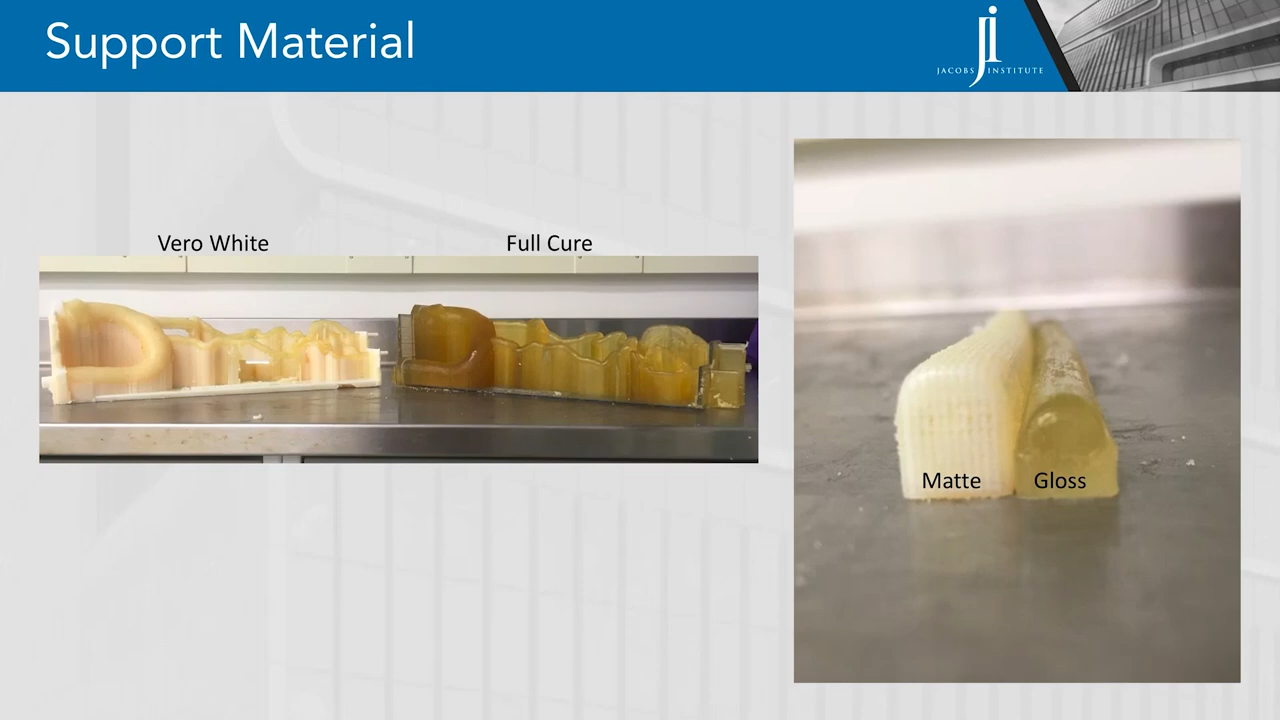 Support Material
JACOBS INSTITUTE
Vero White
Full Cure
Matte
Gloss